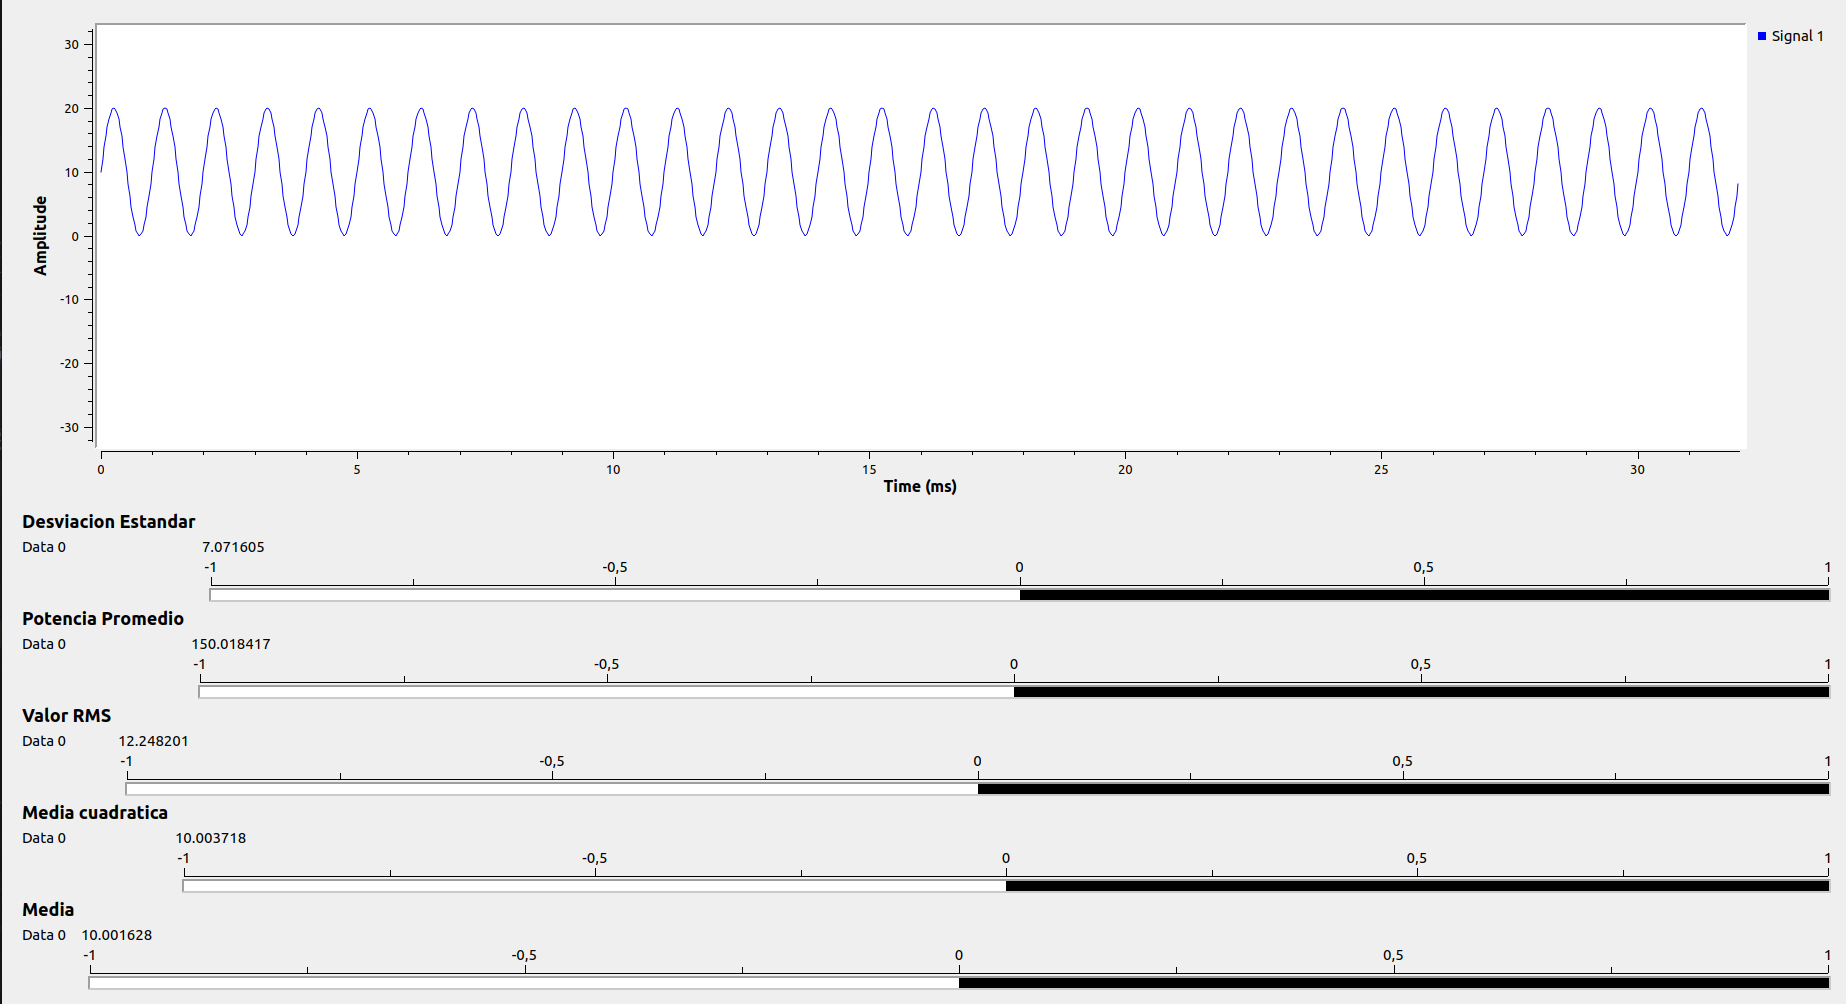 Signal 1
30
20
10
0
-10
-20
-30
Amplitude
0 5 10 15 20 25 30
Time (ms)
Desviacion Estandar
Data 0 7.071605
-1 -0,5 0 0,5 1
Potencia Promedio
Data 0 150.018417
-1 -0,5 0 0,5 1
Valor RMS
Data 0 12.248201
-1 -0,5 0 0,5 1
Media cuadratica
Data 0 10.003718
-1 -0,5 0 0,5 1
Media
Data 0 10.001628
-1 -0,5 0 0,5 1